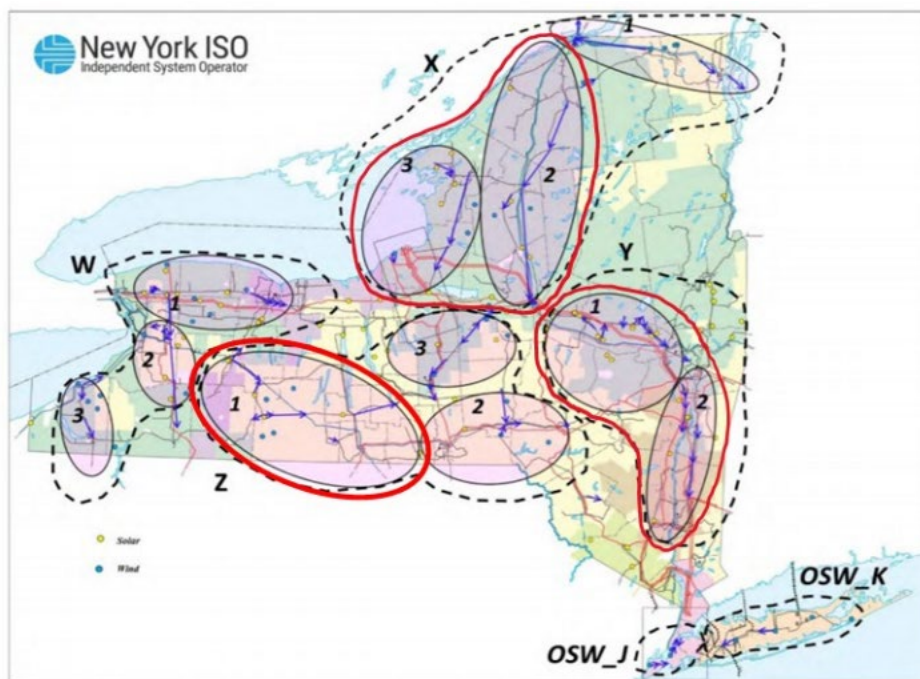 New York ISO
Independent System Operator
1
X
3
2
W
Y
1
1
2
3
2
3
1
2
Z
Solar
Wind
OSW_K
OSW_J